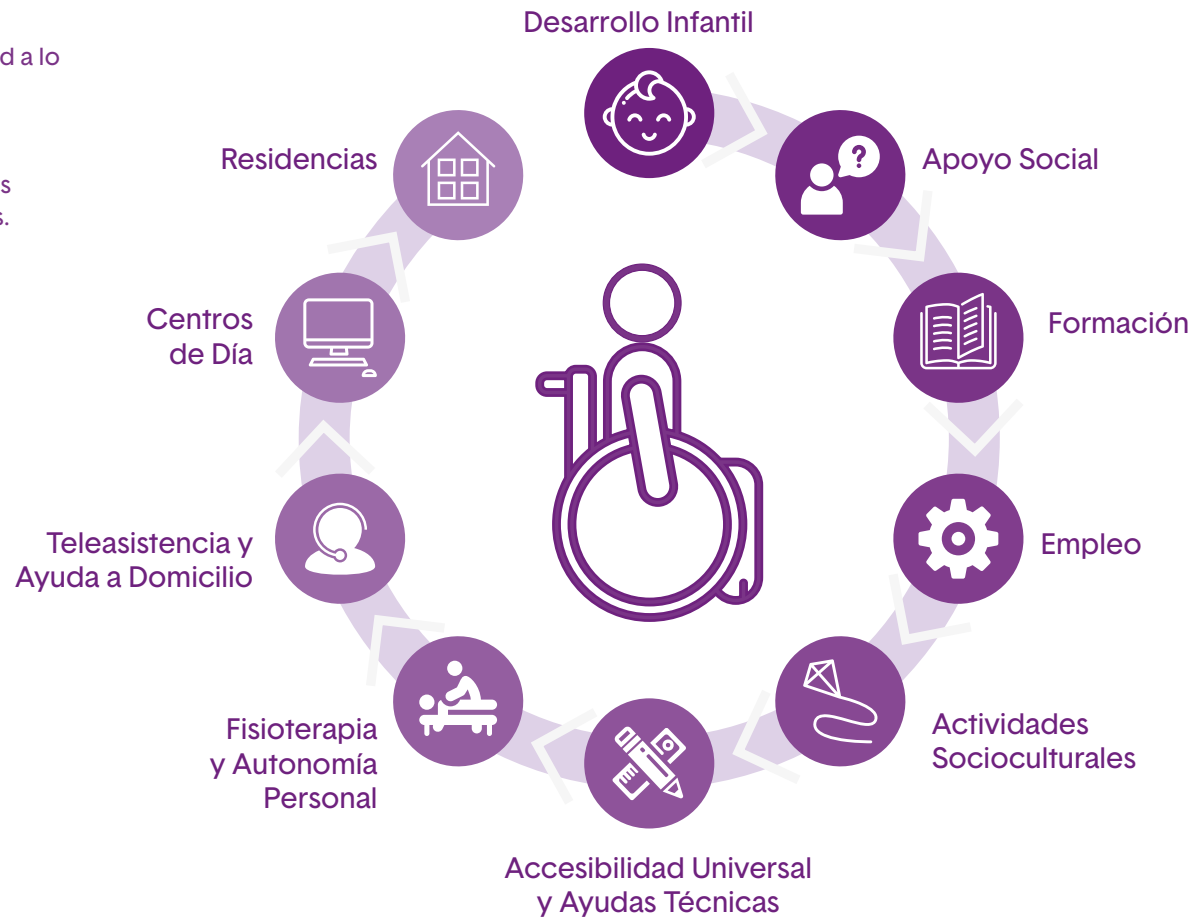 d a lo
s
s.
Desarrollo Infantil
Apoyo Social
?
Formación
Empleo
Actividades
Socioculturales
Accesibilidad Universal
y Ayudas Técnicas
Fisioterapia
y Autonomía
Personal
Teleasistencia y
Ayuda a Domicilio
Centros
de Día
Residencias